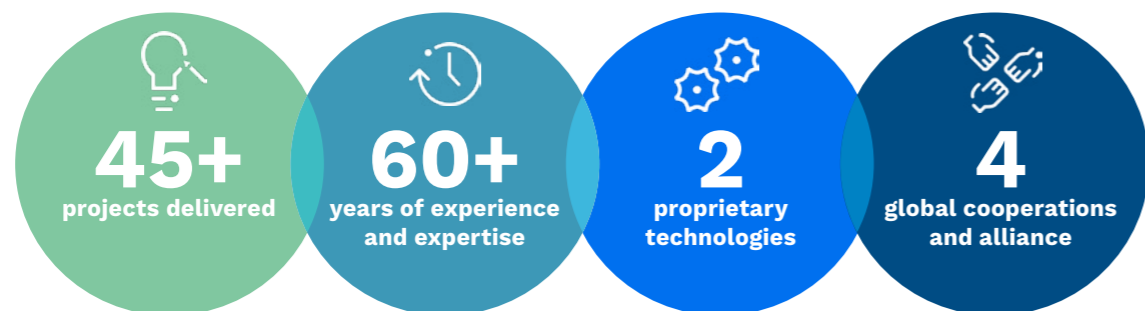 45+
projects delivered
60+
years of experience
and expertise
2
proprietary
technologies
4
global cooperations
and alliance